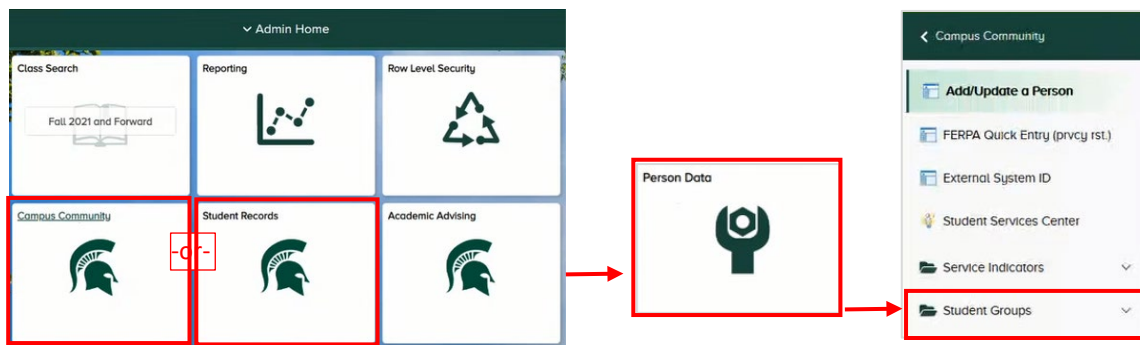 Admin Home
Class Search
Fall 2021 and Forward
Reporting
Row Level Security
Campus Community
-or-
Student Records
Academic Advising
Person Data
Campus Community
Add/Update a Person
FERPA Quick Entry (prvcy rst.)
External System ID
Student Services Center
Service Indicators
Student Groups